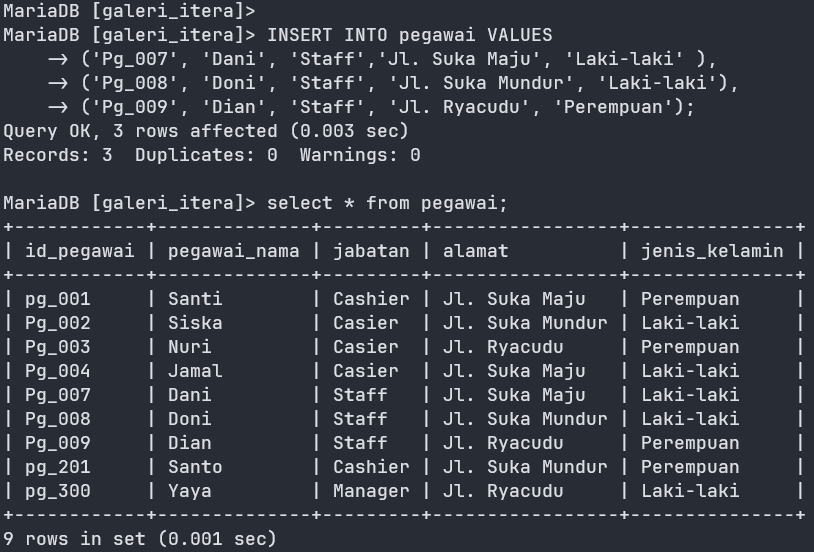 MariaDB [galeri_itera]>
MariaDB [galeri_itera]> INSERT INTO pegawai VALUES
    -> ('Pg_007', 'Dani', 'Staff','Jl. Suka Maju', 'Laki-laki' ),
    -> ('Pg_008', 'Doni', 'Staff', 'Jl. Suka Mundur', 'Laki-laki'),
    -> ('Pg_009', 'Dian', 'Staff', 'Jl. Ryacudu', 'Perempuan');
Query OK, 3 rows affected (0.003 sec)
Records: 3  Duplicates: 0  Warnings: 0

MariaDB [galeri_itera]> select * from pegawai;
+------------+--------------+---------+-----------------+---------------+
| id_pegawai | pegawai_nama | jabatan | alamat          | jenis_kelamin |
+------------+--------------+---------+-----------------+---------------+
| pg_001     | Santi        | Cashier | Jl. Suka Maju   | Perempuan     |
| Pg_002     | Siska        | Casier  | Jl. Suka Mundur | Laki-laki     |
| Pg_003     | Nuri         | Casier  | Jl. Ryacudu     | Perempuan     |
| Pg_004     | Jamal        | Casier  | Jl. Suka Maju   | Laki-laki     |
| Pg_007     | Dani         | Staff   | Jl. Suka Maju   | Laki-laki     |
| Pg_008     | Doni         | Staff   | Jl. Suka Mundur | Laki-laki     |
| Pg_009     | Dian         | Staff   | Jl. Ryacudu     | Perempuan     |
| pg_201     | Santo        | Cashier | Jl. Suka Mundur | Perempuan     |
| pg_300     | Yaya         | Manager | Jl. Ryacudu     | Laki-laki     |
+------------+--------------+---------+-----------------+---------------+
9 rows in set (0.001 sec)